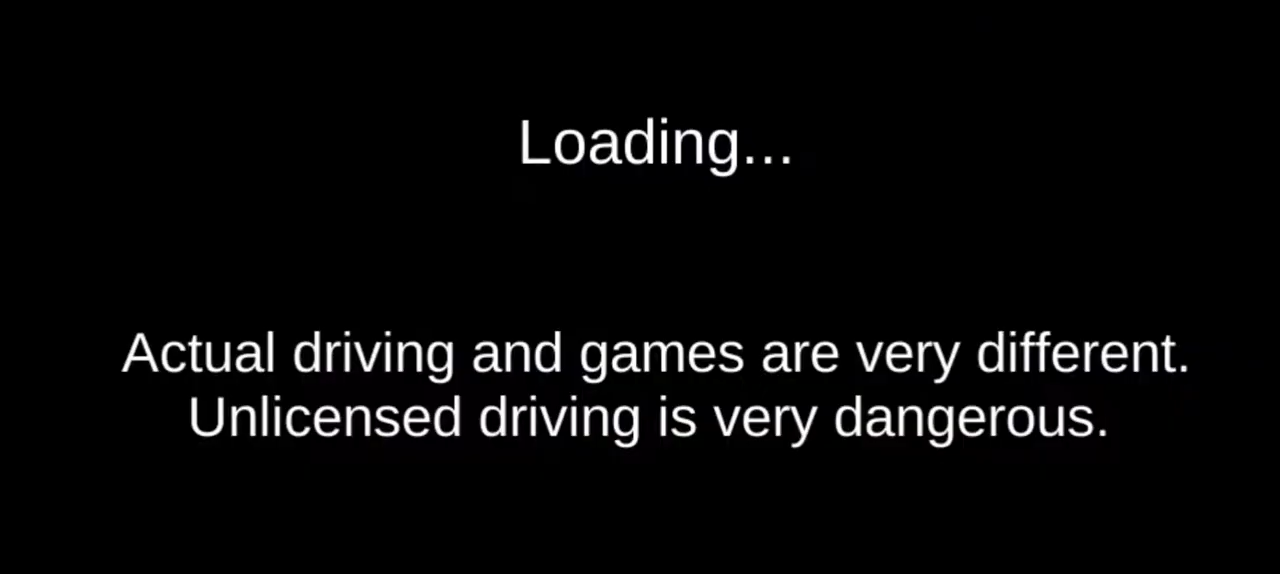 Loading...
Actual driving and games are very different.
Unlicensed driving is very dangerous.